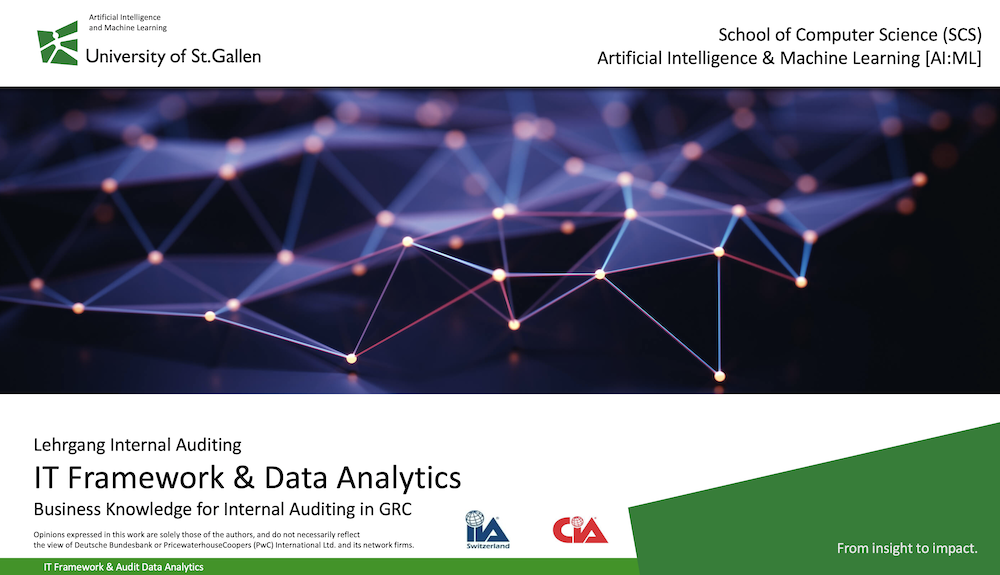 Artificial Intelligence
and Machine Learning
University of St.Gallen
School of Computer Science (SCS)
Artificial Intelligence & Machine Learning [AI:ML]
Lehrgang Internal Auditing
IT Framework & Data Analytics
Business Knowledge for Internal Auditing in GRC
Opinions expressed in this work are solely those of the authors, and do not necessarily reflect
the view of Deutsche Bundesbank or PricewaterhouseCoopers (PwC) International Ltd. and its network firms.
IIA
Switzerland
CIA
From insight to impact.
IT Framework & Audit Data Analytics